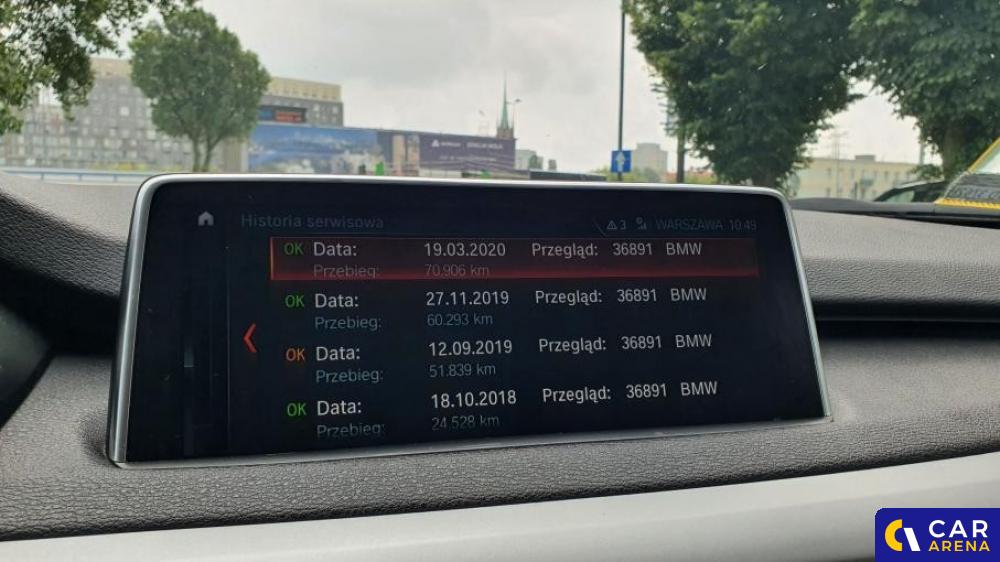 Historia serwisowa
3 WARSZAWA 10:49
OK Data: 19.03.2020 Przegląd: 36891 BMW
Przebieg: 70.906 km
OK Data: 27.11.2019 Przegląd: 36891 BMW
Przebieg: 60.293 km
OK Data: 12.09.2019 Przegląd: 36891 BMW
Przebieg: 51.839 km
OK Data: 18.10.2018 Przegląd: 36891 BMW
Przebieg: 24.528 km
CAR
ARENA